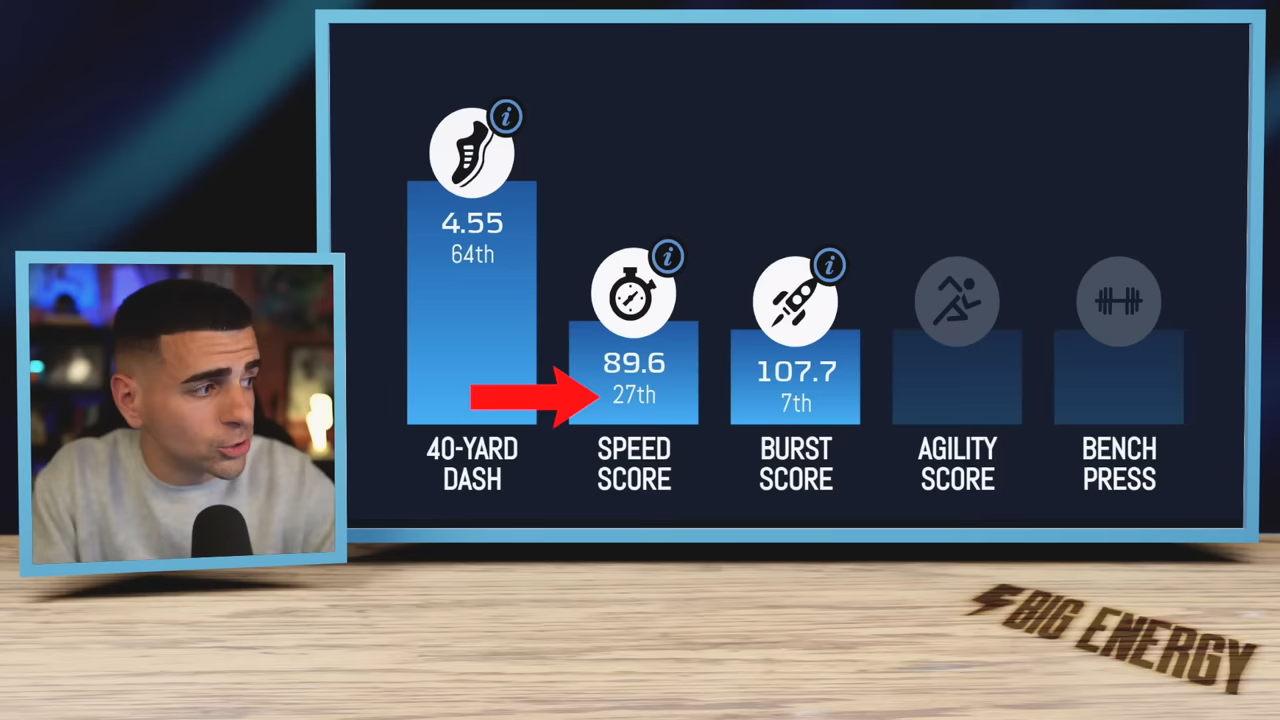 4.55
64th
89.6
27th
107.7
7th
40-YARD
DASH
SPEED
SCORE
BURST
SCORE
AGILITY
SCORE
BENCH
PRESS
BIG ENERGY